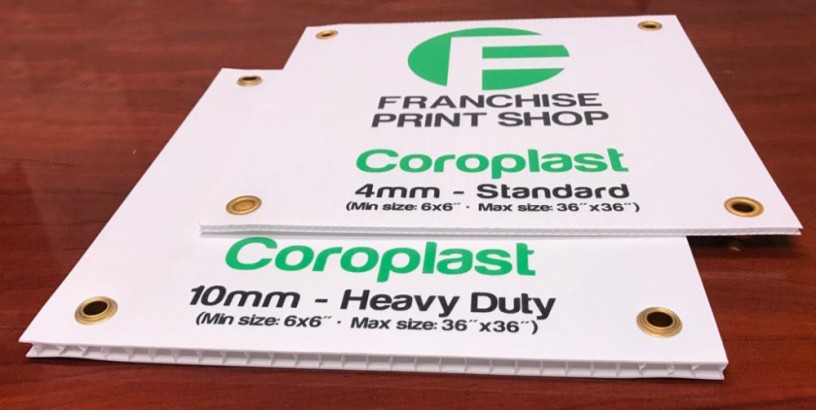 F
FRANCHISE
PRINT SHOP
Coroplast
4mm - Standard
(Min size: 6x6″ · Max size: 36″x36″)
Coroplast
10mm - Heavy Duty
(Min size: 6x6″ · Max size: 36″x36″)